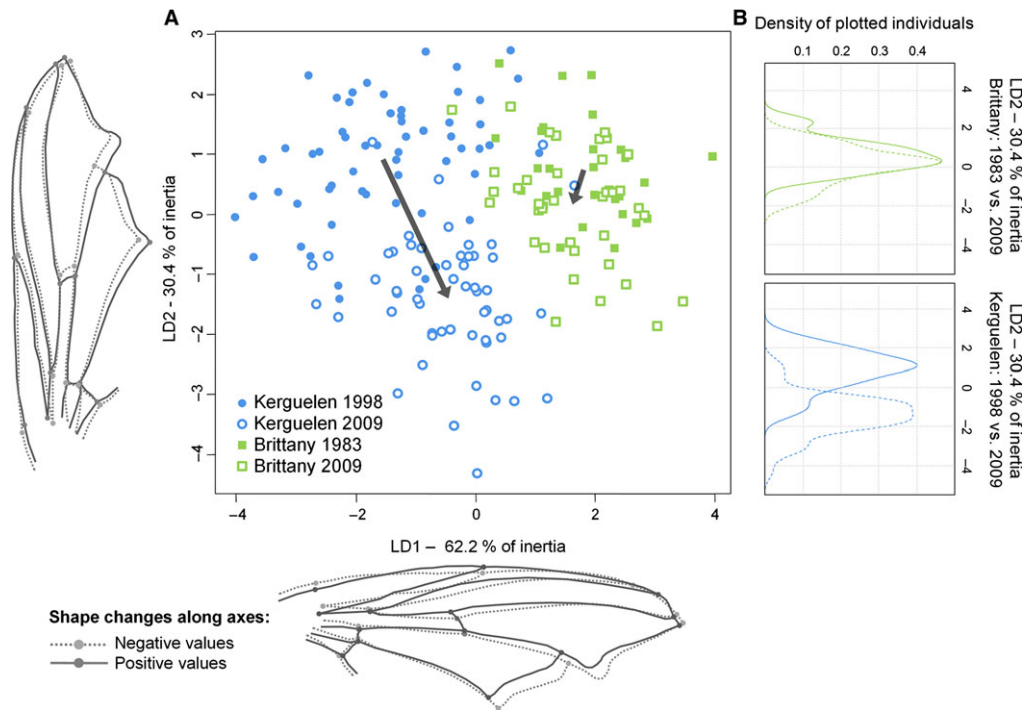 A
B
Density of plotted individuals
0.1 0.2 0.3 0.4
3
2
1
0
−1
−2
−3
−4
LD2 - 30.4 % of inertia
Kerguelen 1998
Kerguelen 2009
Brittany 1983
Brittany 2009
−4 −2 0 2 4
LD1 – 62.2 % of inertia
4
2
0
−2
−4
LD2 – 30.4 % of inertia
Brittany: 1983 vs. 2009
4
2
0
−2
−4
LD2 – 30.4 % of inertia
Kerguelen: 1998 vs. 2009
Shape changes along axes:
Negative values
Positive values